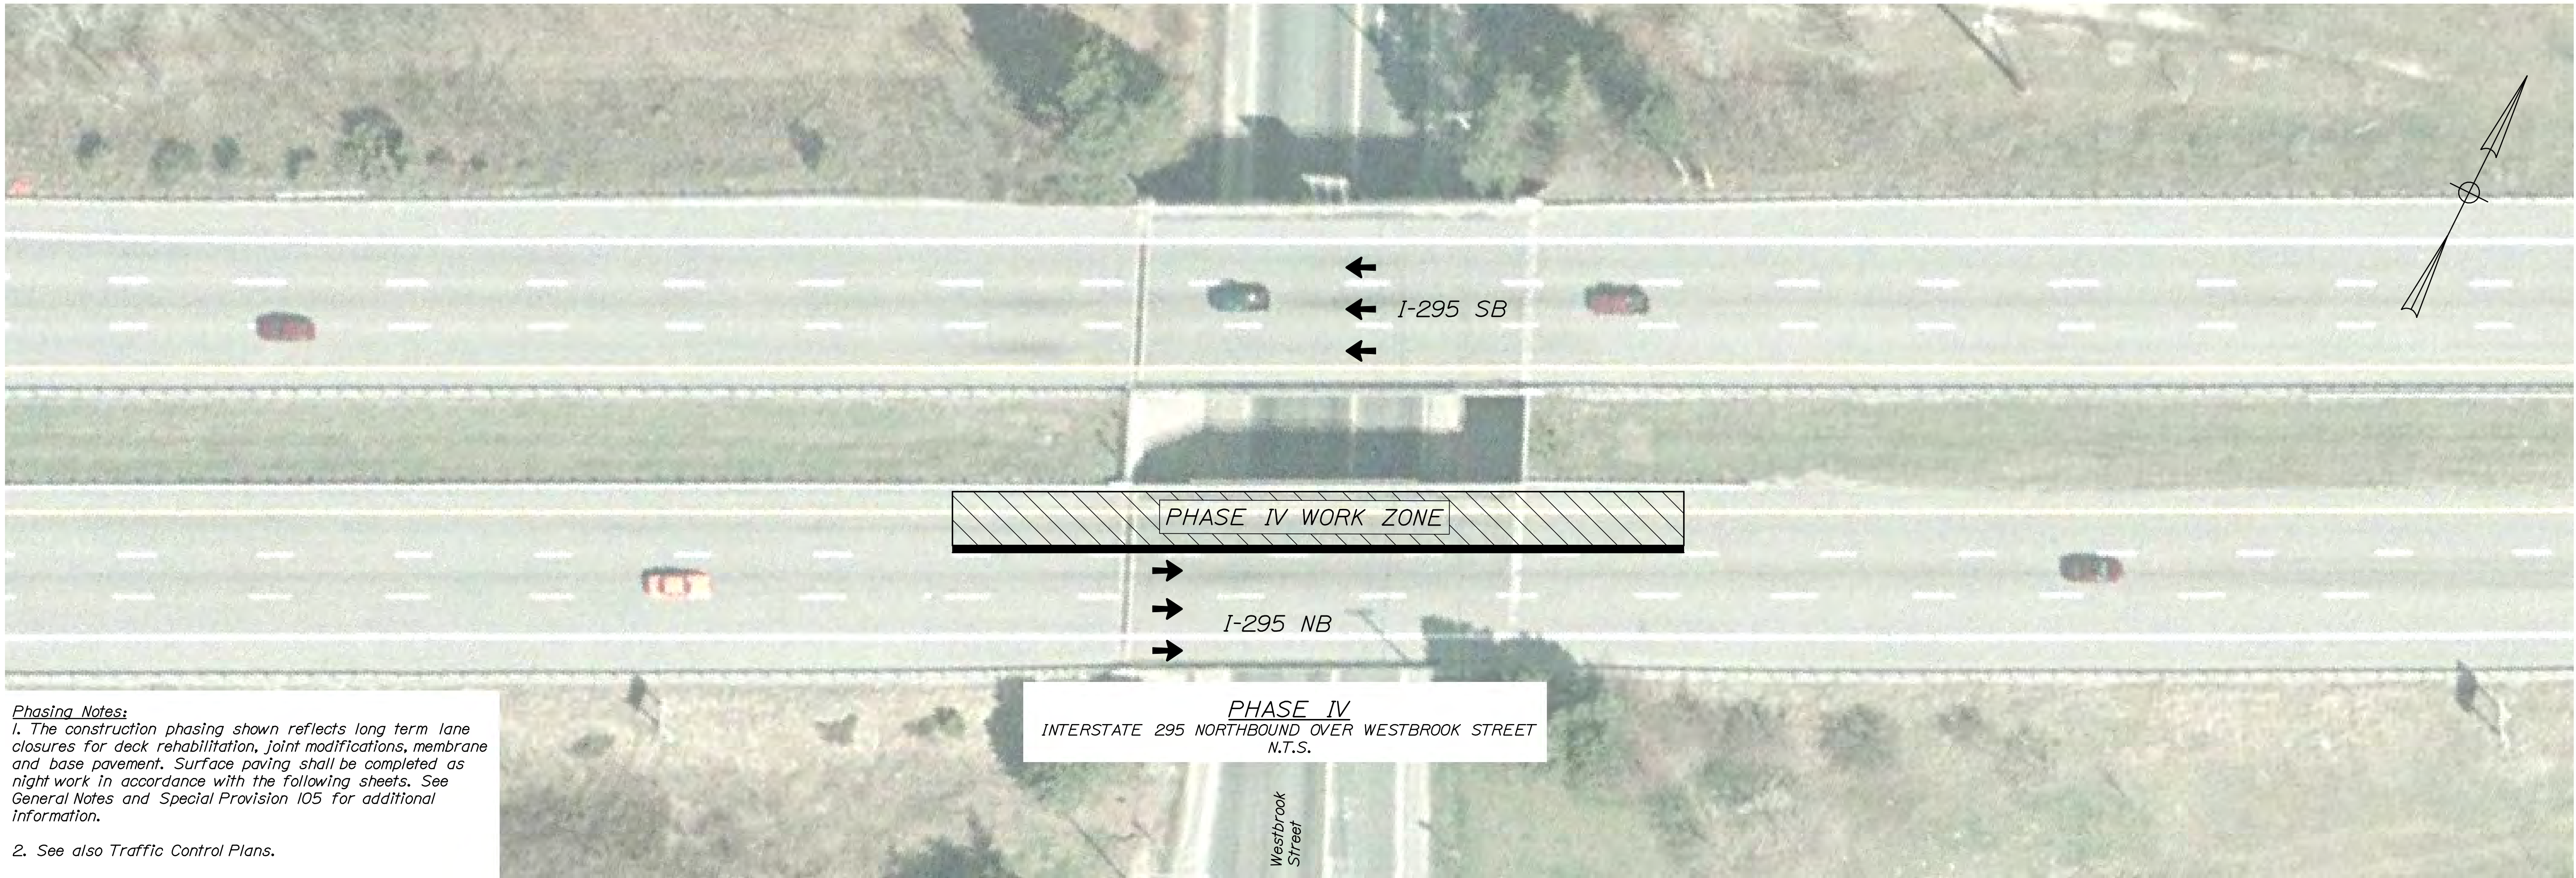 I-295 SB
PHASE IV WORK ZONE
I-295 NB
PHASE IV
INTERSTATE 295 NORTHBOUND OVER WESTBROOK STREET
N.T.S.
Westbrook
Street
Phasing Notes:
1. The construction phasing shown reflects long term lane
closures for deck rehabilitation, joint modifications, membrane
and base pavement. Surface paving shall be completed as
night work in accordance with the following sheets. See
General Notes and Special Provision 105 for additional
information.
2. See also Traffic Control Plans.